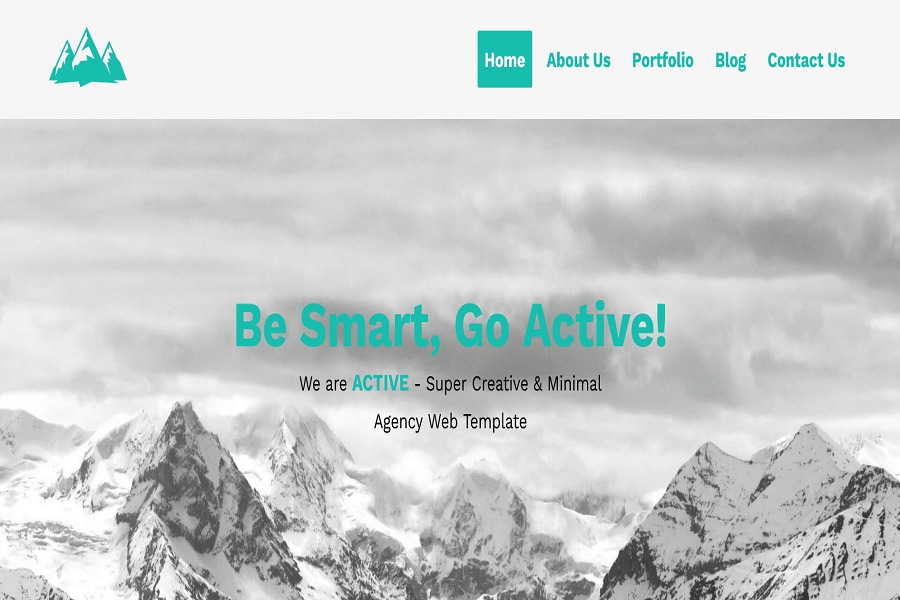 Home About Us Portfolio Blog Contact Us
Be Smart, Go Active!
We are ACTIVE - Super Creative & Minimal
Agency Web Template